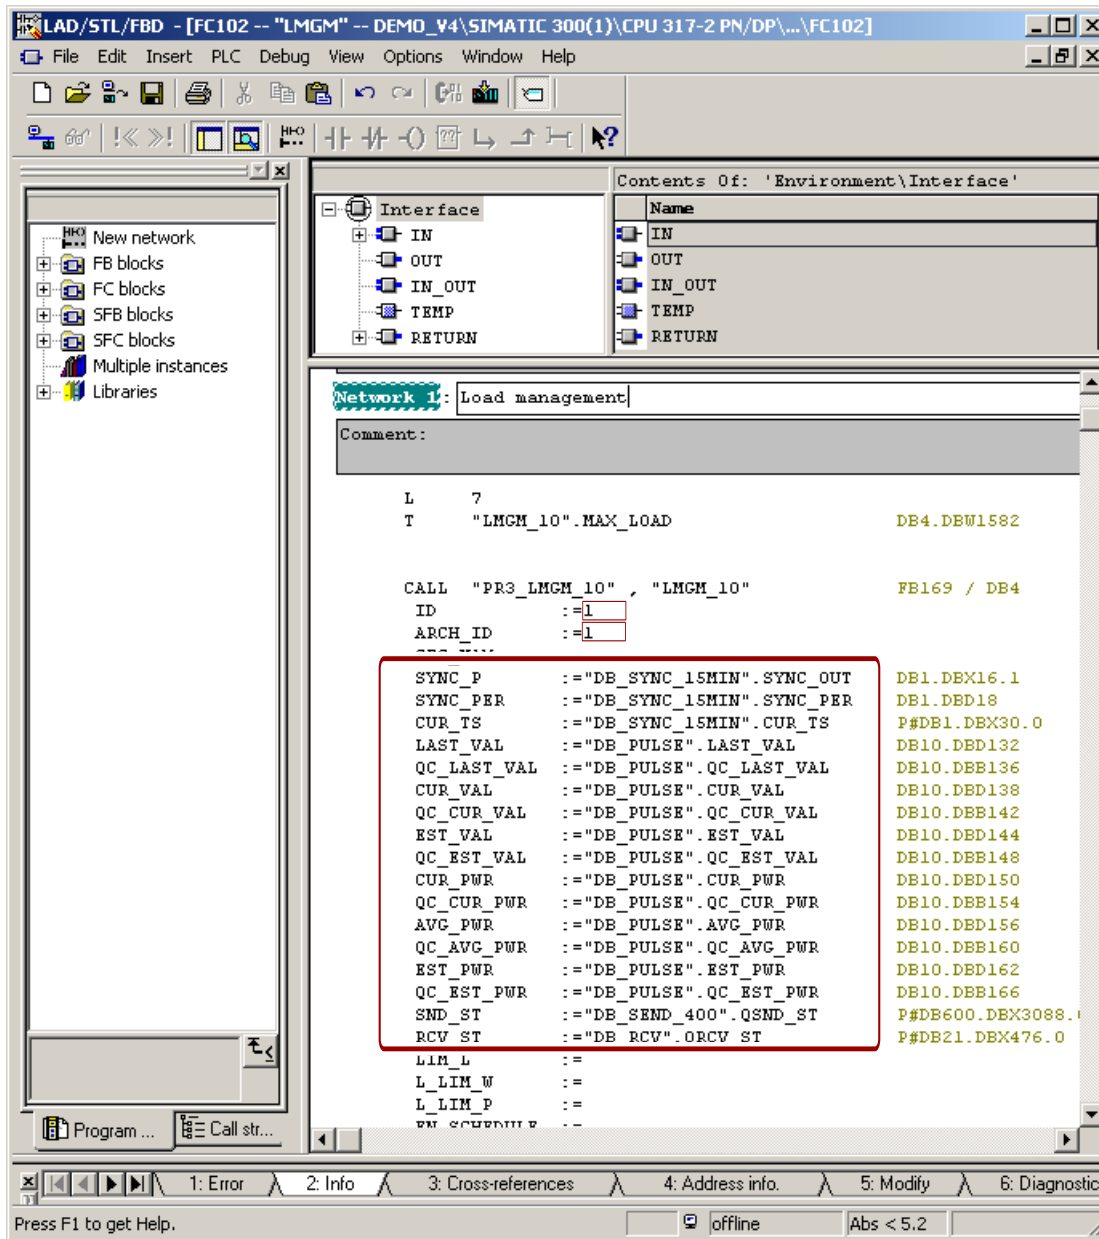 LAD/STL/FBD - [FC102 -- "LMGM" -- DEMO_V4\SIMATIC 300(1)\CPU 317-2 PN/DP\...\FC102]
File Edit Insert PLC Debug View Options Window Help
Contents Of: 'Environment\Interface'
Interface
IN
OUT
IN_OUT
TEMP
RETURN
Name
IN
OUT
IN_OUT
TEMP
RETURN
New network
FB blocks
FC blocks
SFB blocks
SFC blocks
Multiple instances
Libraries
Network 1: Load management
Comment:
L 7
T "LMGM_10".MAX_LOAD DB4.DBW1582
CALL "PR3_LMGM_10" , "LMGM_10" FB169 / DB4
ID :=1
ARCH_ID :=1
SYNC_P :="DB_SYNC_15MIN".SYNC_OUT DB1.DBX16.1
SYNC_PER :="DB_SYNC_15MIN".SYNC_PER DB1.DBD18
CUR_TS :="DB_SYNC_15MIN".CUR_TS P#DB1.DBX30.0
LAST_VAL :="DB_PULSE".LAST_VAL DB10.DBD132
QC_LAST_VAL :="DB_PULSE".QC_LAST_VAL DB10.DBB136
CUR_VAL :="DB_PULSE".CUR_VAL DB10.DBD138
QC_CUR_VAL :="DB_PULSE".QC_CUR_VAL DB10.DBB142
EST_VAL :="DB_PULSE".EST_VAL DB10.DBD144
QC_EST_VAL :="DB_PULSE".QC_EST_VAL DB10.DBB148
CUR_PWR :="DB_PULSE".CUR_PWR DB10.DBD150
QC_CUR_PWR :="DB_PULSE".QC_CUR_PWR DB10.DBB154
AVG_PWR :="DB_PULSE".AVG_PWR DB10.DBD156
QC_AVG_PWR :="DB_PULSE".QC_AVG_PWR DB10.DBB160
EST_PWR :="DB_PULSE".EST_PWR DB10.DBD162
QC_EST_PWR :="DB_PULSE".QC_EST_PWR DB10.DBB166
SND_ST :="DB_SEND_400".QSND_ST P#DB600.DBX3088.
RCV_ST :="DB_RCV".ORCV_ST P#DB21.DBX476.0
LIM_L :=
L_LIM_W :=
L_LIM_P :=
EN_SCHEDULE :=
Program ... Call str...
1: Error 2: Info 3: Cross-references 4: Address info. 5: Modify 6: Diagnostic
Press F1 to get Help. offline Abs < 5.2